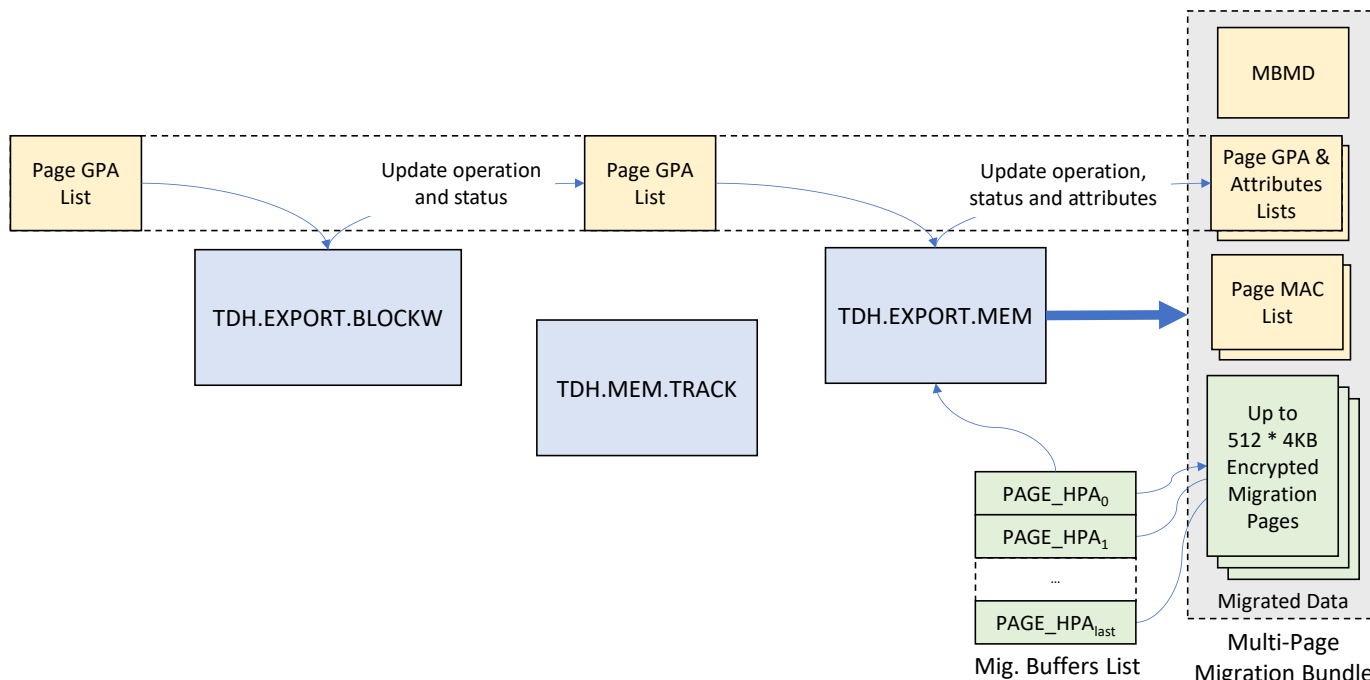 MBMD
Page GPA
List
Update operation
and status
Page GPA
List
Update operation,
status and attributes
Page GPA &
Attributes
Lists
TDH.EXPORT.BLOCKW
TDH.MEM.TRACK
TDH.EXPORT.MEM
Page MAC
List
Up to
512 * 4KB
Encrypted
Migration
Pages
PAGE_HPA0
PAGE_HPA1
...
PAGE_HPAlast
Mig. Buffers List
Migrated Data
Multi-Page
Migration Bundle